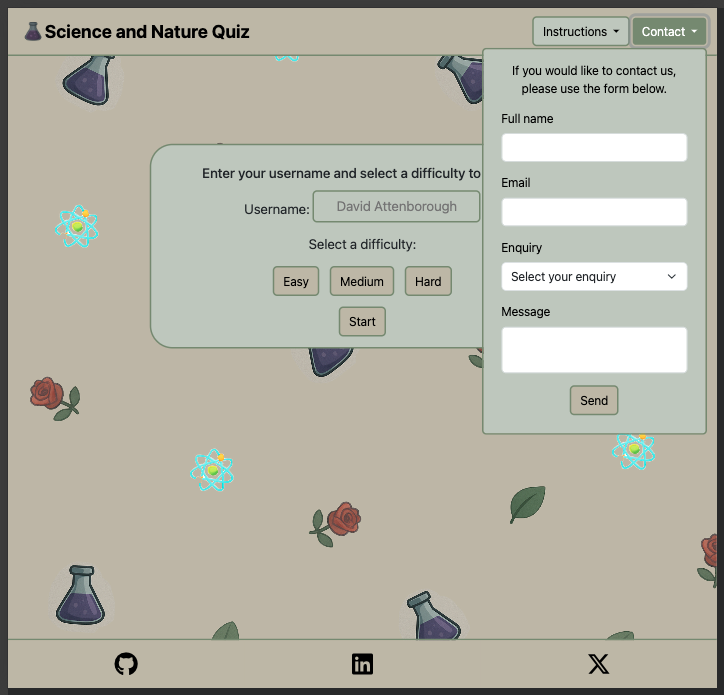 Science and Nature Quiz
Instructions
Contact
If you would like to contact us,
please use the form below.
Full name
Email
Enquiry
Select your enquiry
Message
Send
Enter your username and select a difficulty to
Username:
David Attenborough
Select a difficulty:
Easy
Medium
Hard
Start